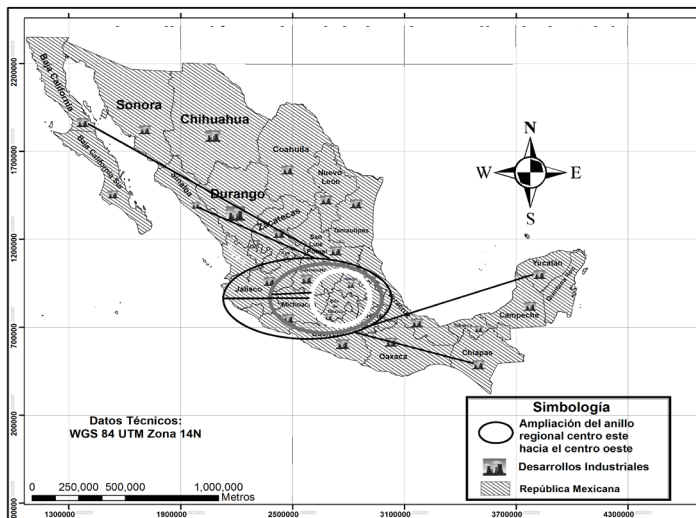 2200000
1700000
1200000
700000
200000
1300000
1900000
2500000
3100000
3700000
4300000
Baja California
Sonora
Chihuahua
Coahuila
Baja California Sur
Sinaloa
Nuevo León
Durango
Zacatecas
San Luis
Tamaulipas
Jalisco
Yucatán
Quintana Roo
Campeche
Oaxaca
Chiapas
N
W
E
S
Datos Técnicos:
WGS 84 UTM Zona 14N
0
250,000
500,000
1,000,000
Metros
Simbología
Ampliación del anillo
regional centro este
hacia el centro oeste
Desarrollos Industriales
República Mexicana